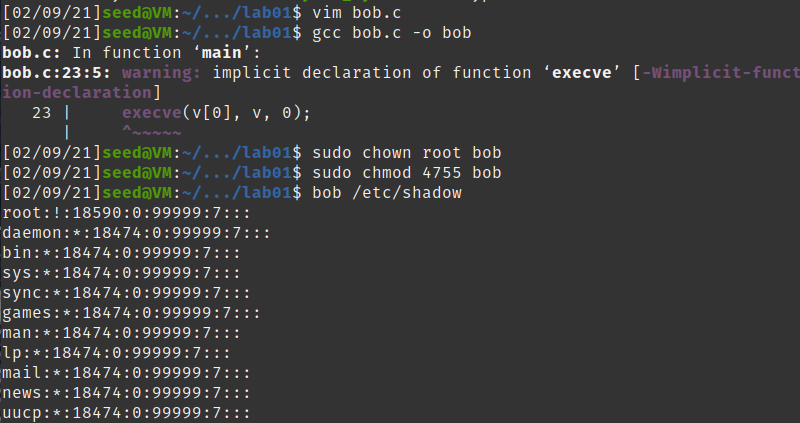 [02/09/21]seed@VM:~/.../lab01$ vim bob.c
[02/09/21]seed@VM:~/.../lab01$ gcc bob.c -o bob
bob.c: In function ‘main’:
bob.c:23:5: warning: implicit declaration of function ‘execve’ [-Wimplicit-funct
ion-declaration]
   23 |     execve(v[0], v, 0);
      |     ^~~~~~
[02/09/21]seed@VM:~/.../lab01$ sudo chown root bob
[02/09/21]seed@VM:~/.../lab01$ sudo chmod 4755 bob
[02/09/21]seed@VM:~/.../lab01$ bob /etc/shadow
root:!:18590:0:99999:7:::
daemon:*:18474:0:99999:7:::
bin:*:18474:0:99999:7:::
sys:*:18474:0:99999:7:::
sync:*:18474:0:99999:7:::
games:*:18474:0:99999:7:::
man:*:18474:0:99999:7:::
lp:*:18474:0:99999:7:::
mail:*:18474:0:99999:7:::
news:*:18474:0:99999:7:::
uucp:*:18474:0:99999:7:::